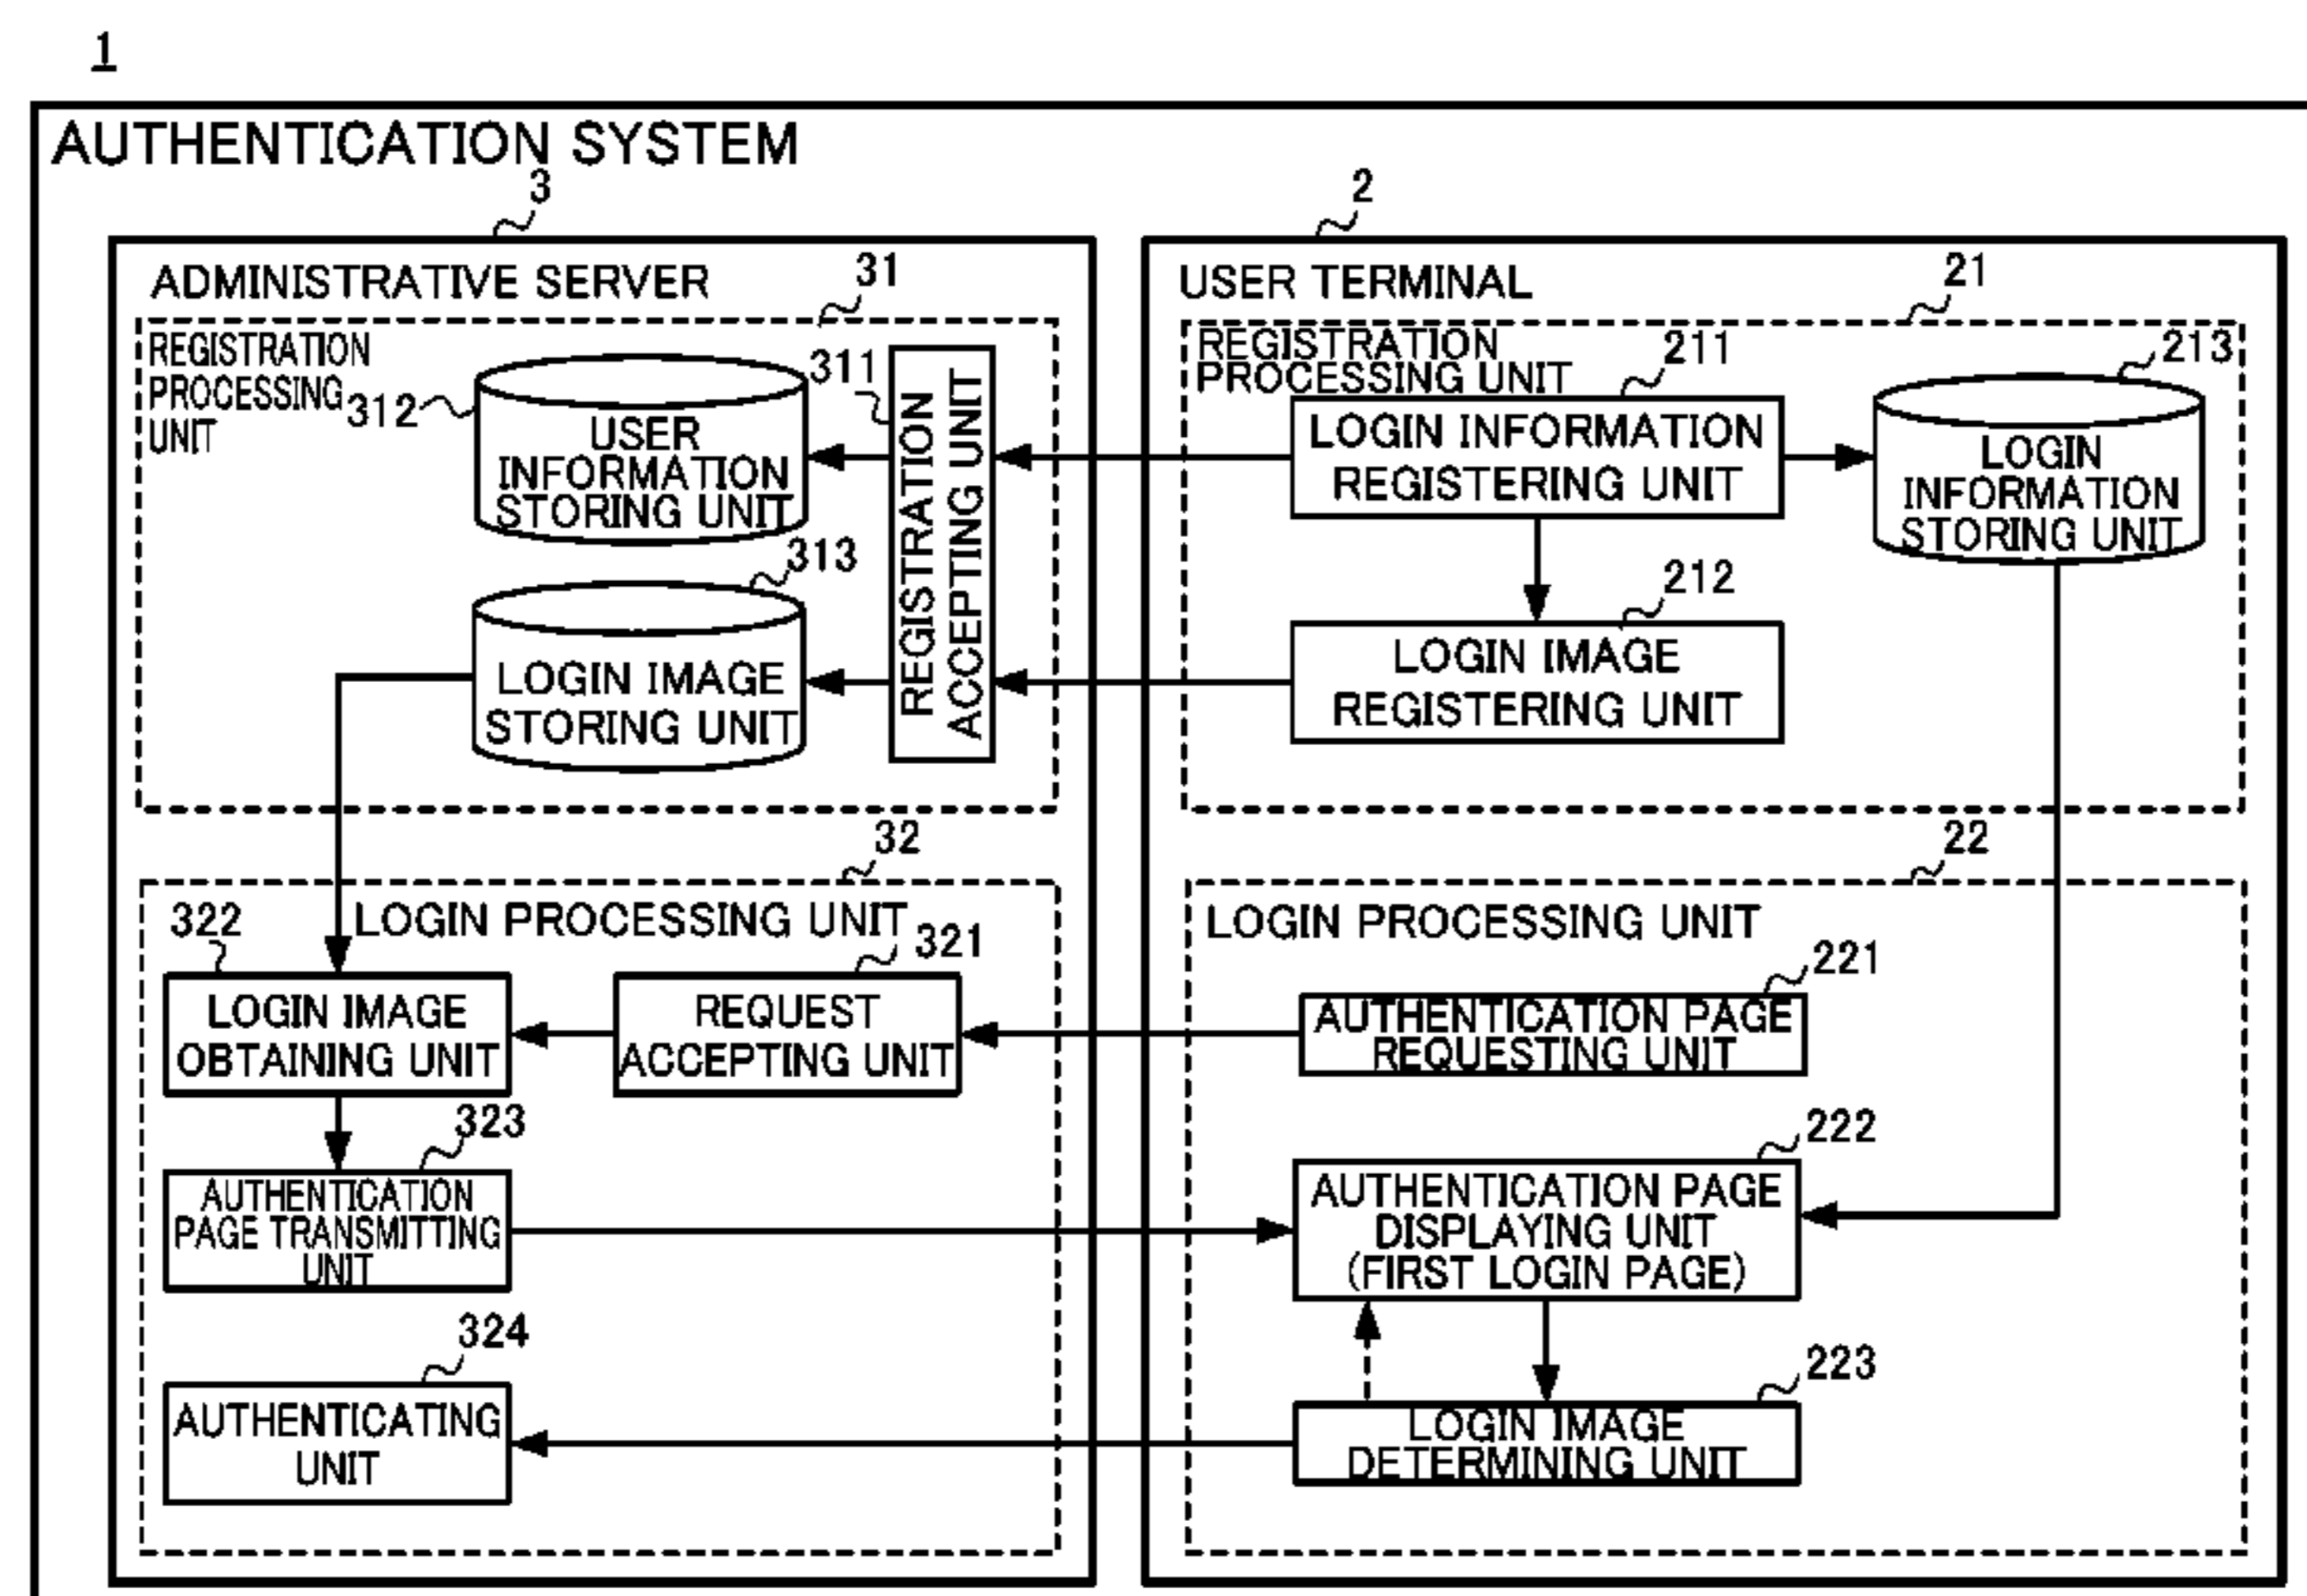 1
AUTHENTICATION SYSTEM
3
ADMINISTRATIVE SERVER
31
REGISTRATION
PROCESSING
UNIT
312
USER
INFORMATION
STORING UNIT
311
REGISTRATION
ACCEPTING UNIT
313
LOGIN IMAGE
STORING UNIT
32
LOGIN PROCESSING UNIT
322
LOGIN IMAGE
OBTAINING UNIT
321
REQUEST
ACCEPTING UNIT
323
AUTHENTICATION
PAGE TRANSMITTING
UNIT
324
AUTHENTICATING
UNIT
2
USER TERMINAL
21
REGISTRATION
PROCESSING UNIT
211
LOGIN INFORMATION
REGISTERING UNIT
213
LOGIN
INFORMATION
STORING UNIT
212
LOGIN IMAGE
REGISTERING UNIT
22
LOGIN PROCESSING UNIT
221
AUTHENTICATION PAGE
REQUESTING UNIT
222
AUTHENTICATION PAGE
DISPLAYING UNIT
(FIRST LOGIN PAGE)
223
LOGIN IMAGE
DETERMINING UNIT